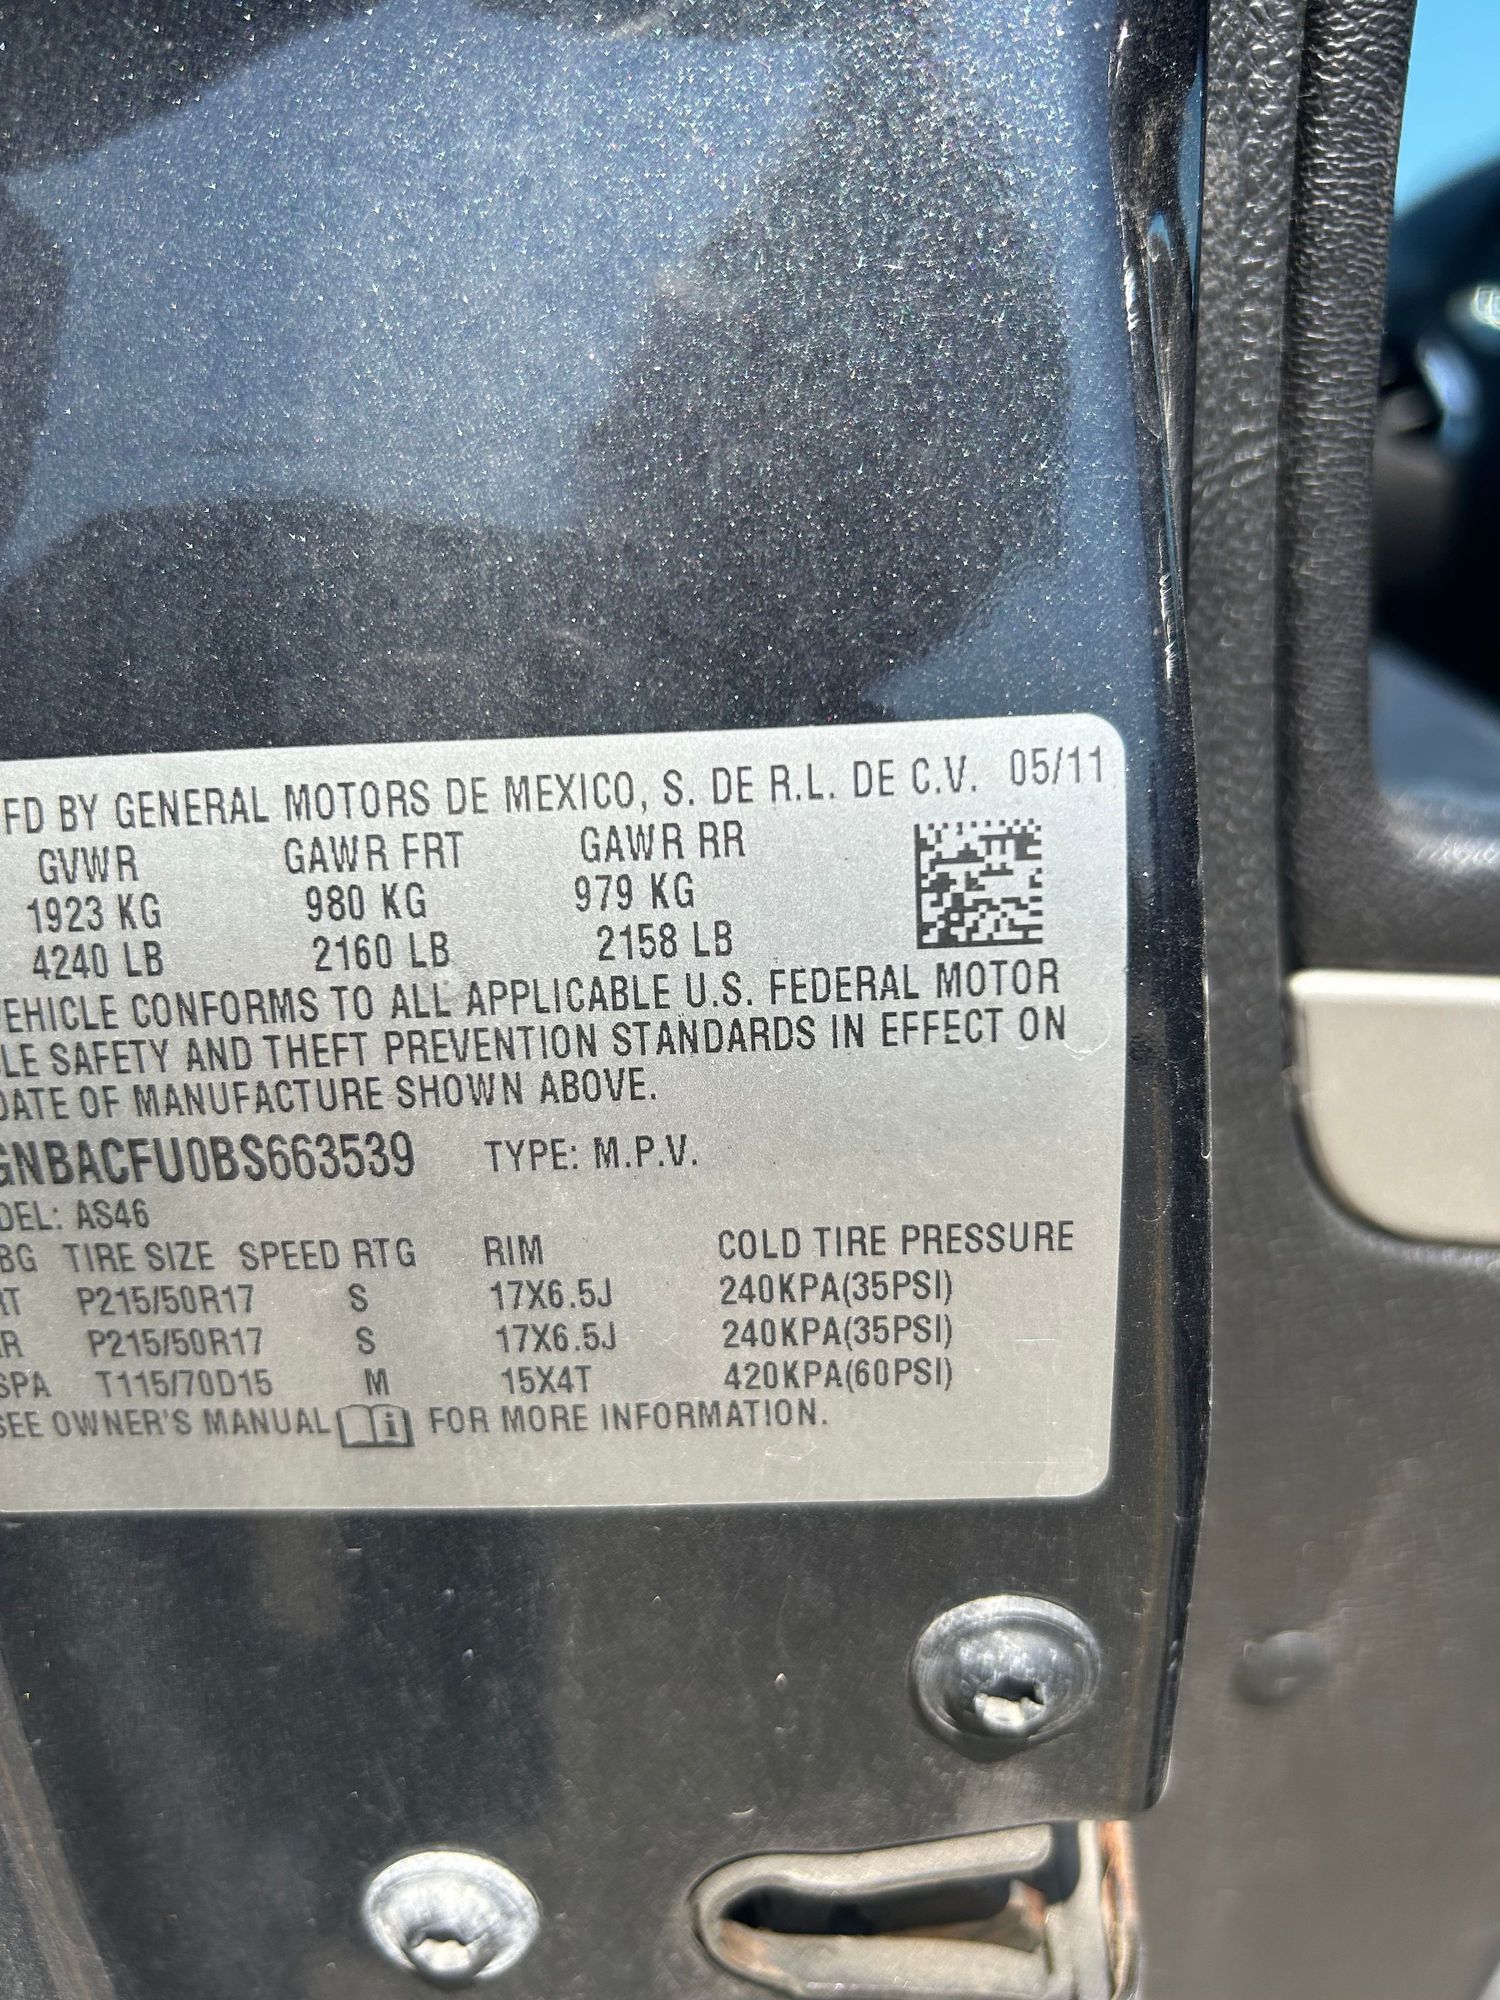 FD BY GENERAL MOTORS DE MEXICO, S. DE R.L. DE C.V. 05/11
GVWR GAWR FRT GAWR RR
1923 KG 980 KG 979 KG
4240 LB 2160 LB 2158 LB
EHICLE CONFORMS TO ALL APPLICABLE U.S. FEDERAL MOTOR
LE SAFETY AND THEFT PREVENTION STANDARDS IN EFFECT ON
DATE OF MANUFACTURE SHOWN ABOVE.
GNBACFU0BS663539 TYPE: M.P.V.
DEL: AS46
BG TIRE SIZE SPEED RTG RIM COLD TIRE PRESSURE
RT P215/50R17 S 17X6.5J 240KPA(35PSI)
R P215/50R17 S 17X6.5J 240KPA(35PSI)
SPA T115/70D15 M 15X4T 420KPA(60PSI)
SEE OWNER'S MANUAL i FOR MORE INFORMATION.